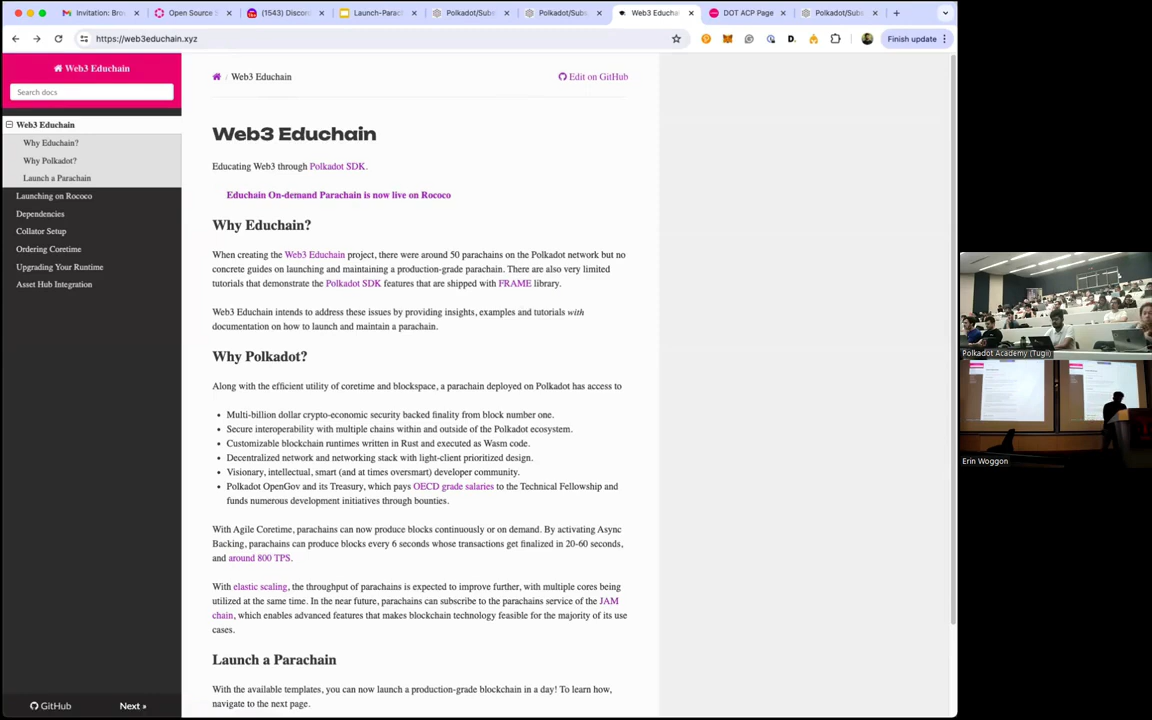 Invitation: Brow
Open Source S
(1543) Discor
Launch-Parac
Polkadot/Subs
Polkadot/Subs
Web3 Educhai
DOT ACP Page
Polkadot/Subs
https://web3educhain.xyz
Finish update
Web3 Educhain
Search docs
Web3 Educhain
Why Educhain?
Why Polkadot?
Launch a Parachain
Launching on Rococo
Dependencies
Collator Setup
Ordering Coretime
Upgrading Your Runtime
Asset Hub Integration
GitHub
Next »
/ Web3 Educhain
Edit on GitHub
Web3 Educhain
Educating Web3 through Polkadot SDK.
Educhain On-demand Parachain is now live on Rococo
Why Educhain?
When creating the Web3 Educhain project, there were around 50 parachains on the Polkadot network but no
concrete guides on launching and maintaining a production-grade parachain. There are also very limited
tutorials that demonstrate the Polkadot SDK features that are shipped with FRAME library.
Web3 Educhain intends to address these issues by providing insights, examples and tutorials with
documentation on how to launch and maintain a parachain.
Why Polkadot?
Along with the efficient utility of coretime and blockspace, a parachain deployed on Polkadot has access to
• Multi-billion dollar crypto-economic security backed finality from block number one.
• Secure interoperability with multiple chains within and outside of the Polkadot ecosystem.
• Customizable blockchain runtimes written in Rust and executed as Wasm code.
• Decentralized network and networking stack with light-client prioritized design.
• Visionary, intellectual, smart (and at times oversmart) developer community.
• Polkadot OpenGov and its Treasury, which pays OECD grade salaries to the Technical Fellowship and
funds numerous development initiatives through bounties.
With Agile Coretime, parachains can now produce blocks continuously or on demand. By activating Async
Backing, parachains can produce blocks every 6 seconds whose transactions get finalized in 20-60 seconds,
and around 800 TPS.
With elastic scaling, the throughput of parachains is expected to improve further, with multiple cores being
utilized at the same time. In the near future, parachains can subscribe to the parachains service of the JAM
chain, which enables advanced features that makes blockchain technology feasible for the majority of its use
cases.
Launch a Parachain
With the available templates, you can now launch a production-grade blockchain in a day! To learn how,
navigate to the next page.
Polkadot Academy (Tugii)
Erin Woggon